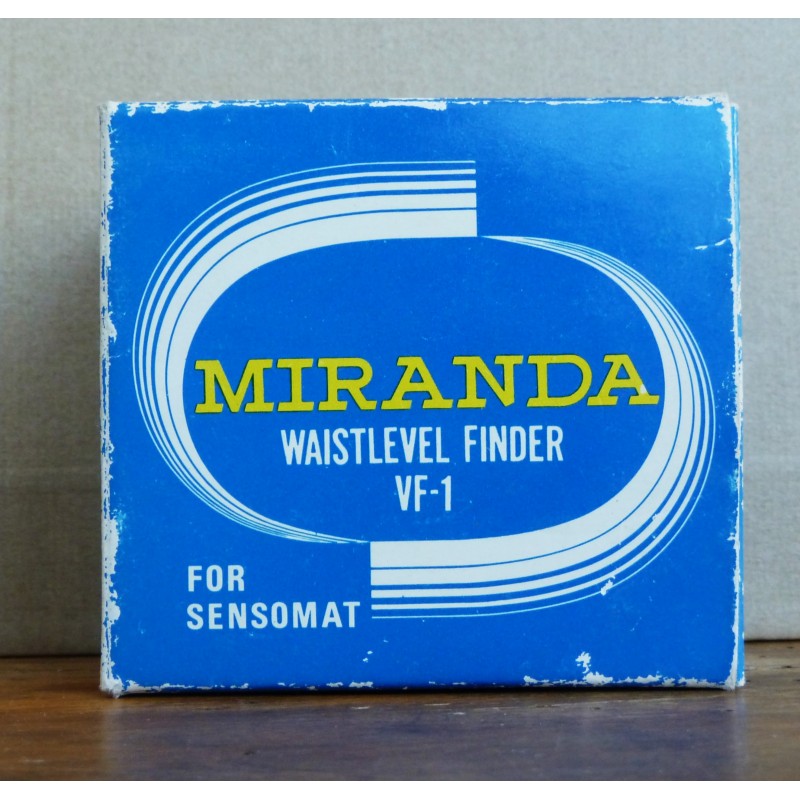 MIRANDA
WAISTLEVEL FINDER
VF-1
FOR
SENSOMAT